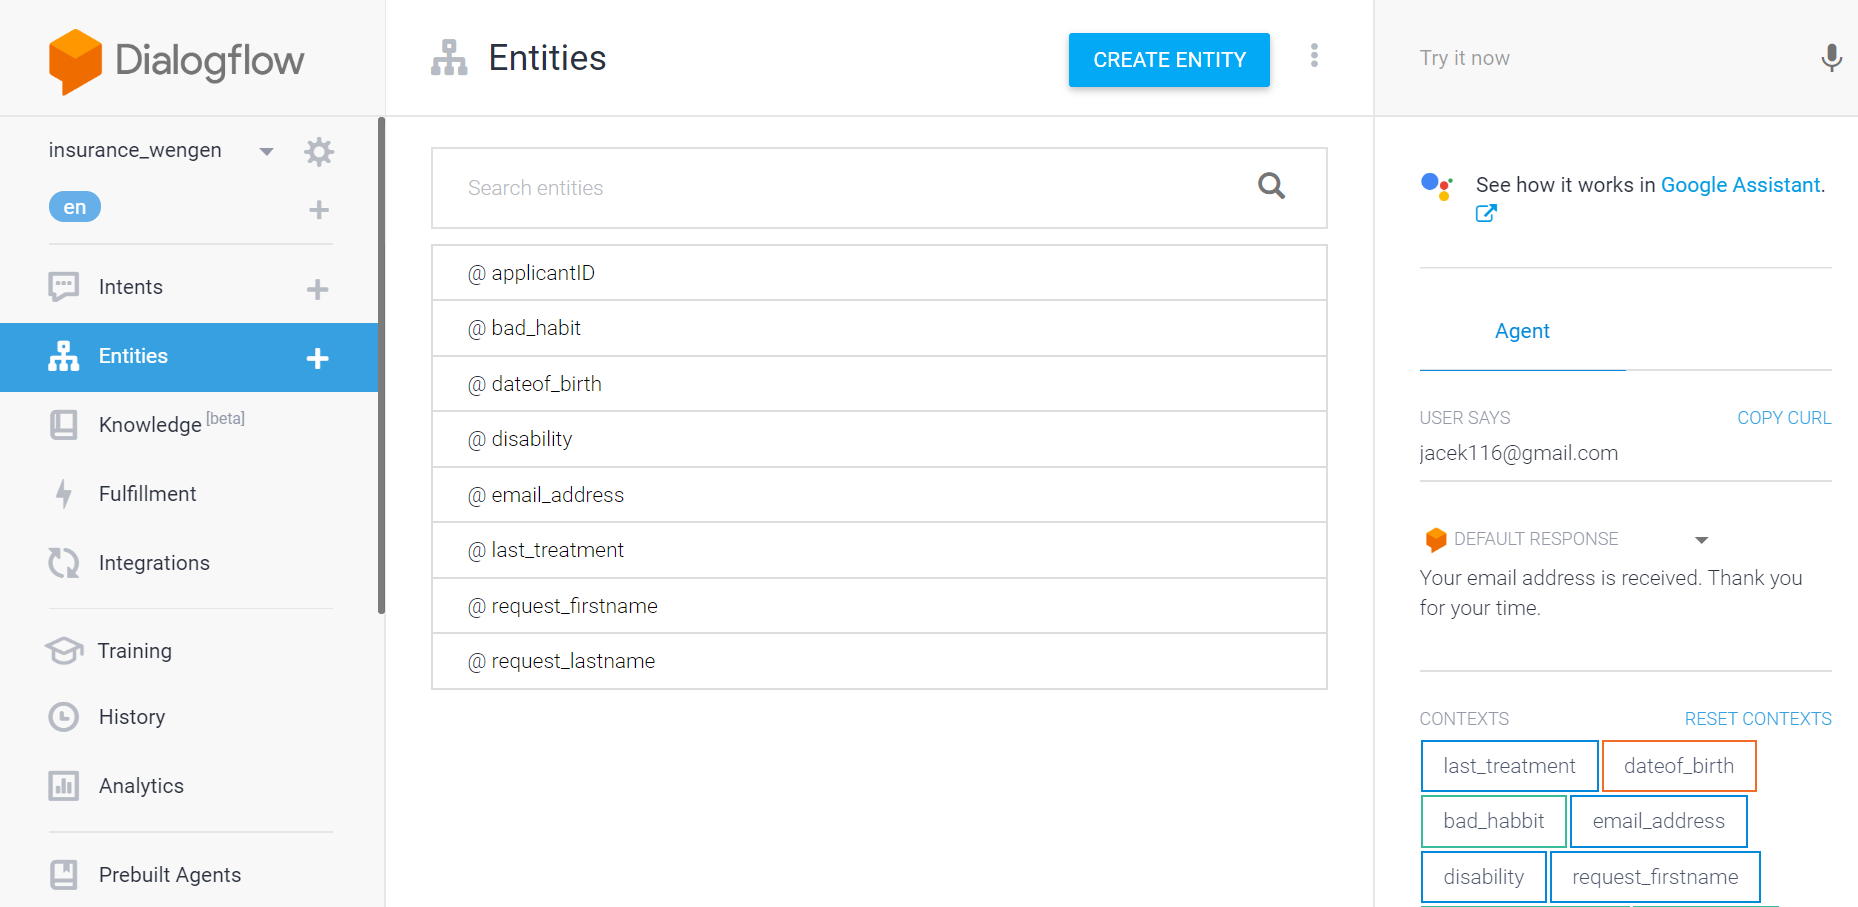 Dialogflow
insurance_wengen
en
Intents
Entities
Knowledge [beta]
Fulfillment
Integrations
Training
History
Analytics
Prebuilt Agents
Entities
CREATE ENTITY
Search entities
@ applicantID
@ bad_habit
@ dateof_birth
@ disability
@ email_address
@ last_treatment
@ request_firstname
@ request_lastname
Try it now
See how it works in Google Assistant.
Agent
USER SAYS COPY CURL
jacek116@gmail.com
DEFAULT RESPONSE
Your email address is received. Thank you
for your time.
CONTEXTS RESET CONTEXTS
last_treatment dateof_birth
bad_habbit email_address
disability request_firstname